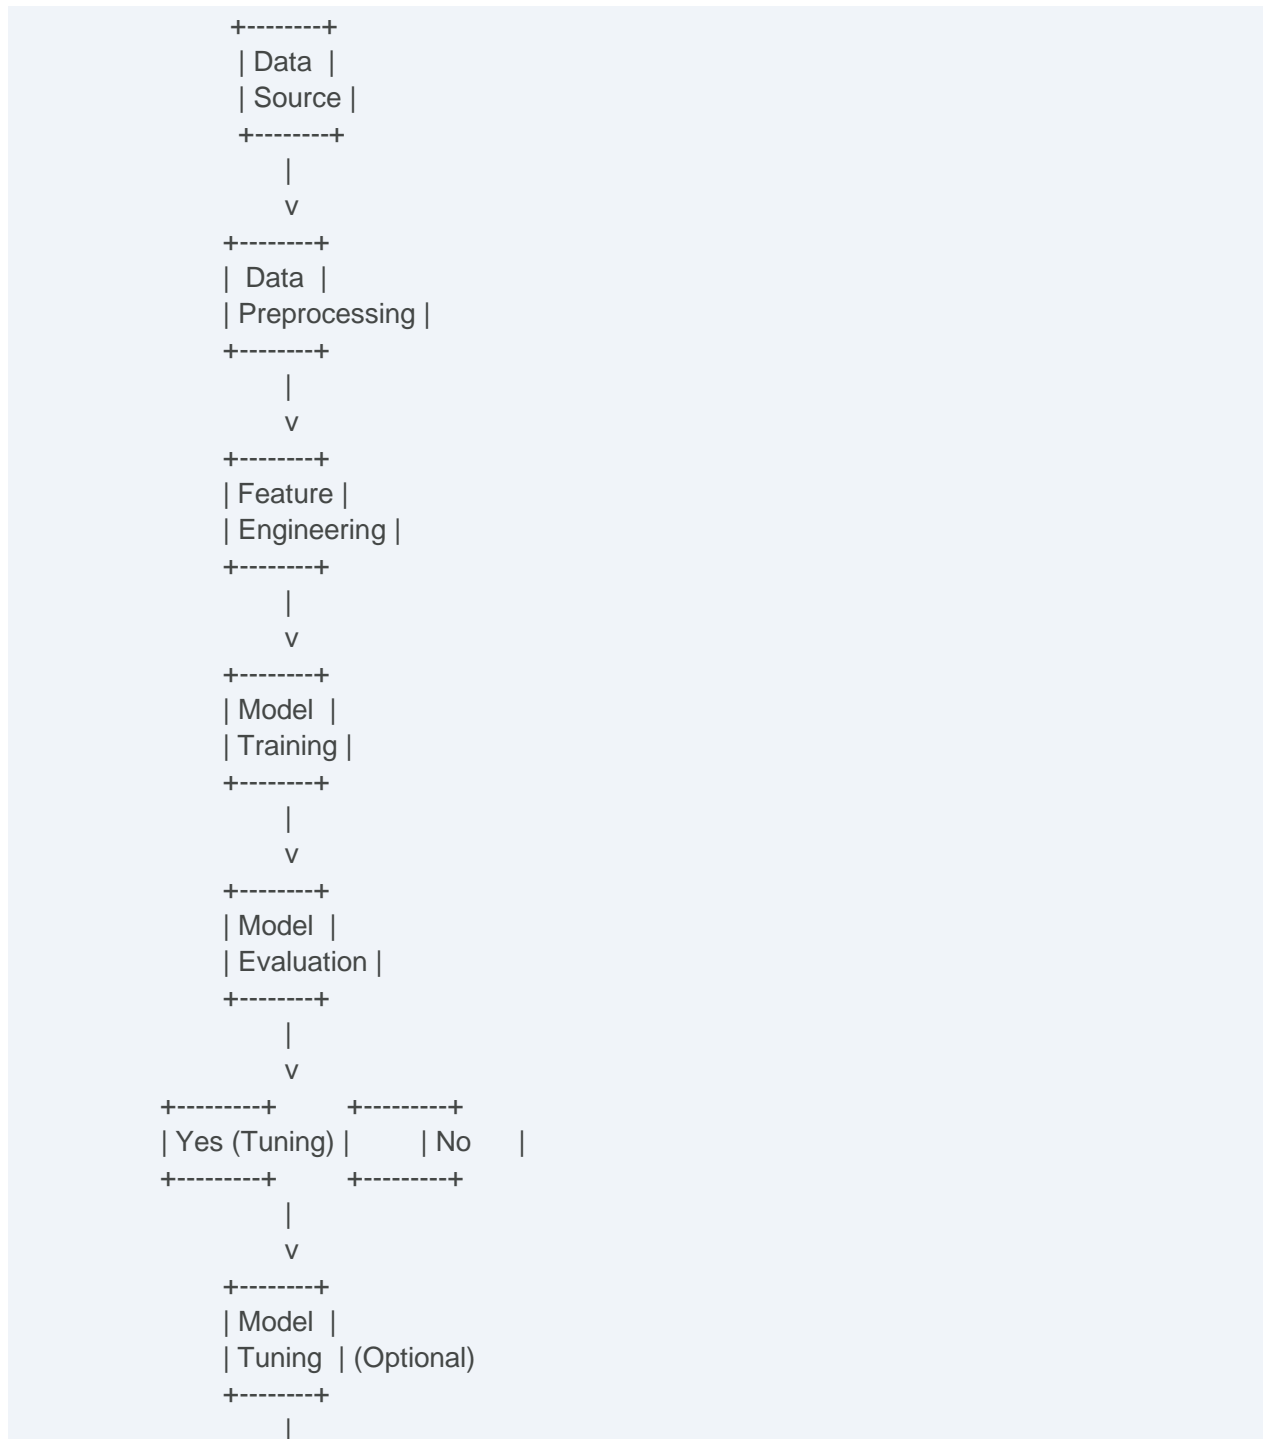 +--------+
| Data |
| Source |
+--------+
|
v
+--------+
| Data |
| Preprocessing |
+--------+
|
v
+--------+
| Feature |
| Engineering |
+--------+
|
v
+--------+
| Model |
| Training |
+--------+
|
v
+--------+
| Model |
| Evaluation |
+--------+
|
v
+---------+ +---------+
| Yes (Tuning) | | No |
+---------+ +---------+
|
v
+--------+
| Model |
| Tuning | (Optional)
+--------+
|